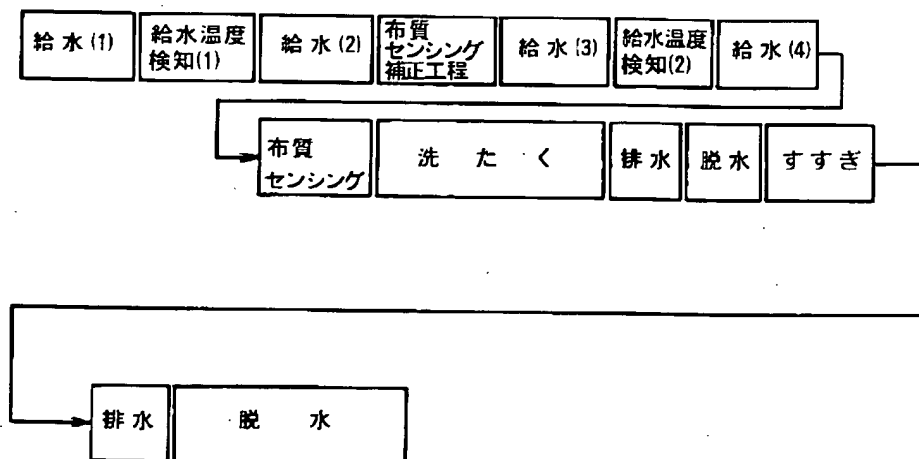 給水(1)
給水温度
検知(1)
給水(2)
布質
センシング
補正工程
給水(3)
給水温度
検知(2)
給水(4)
布質
センシング
洗たく
排水
脱水
すすぎ
排水
脱水